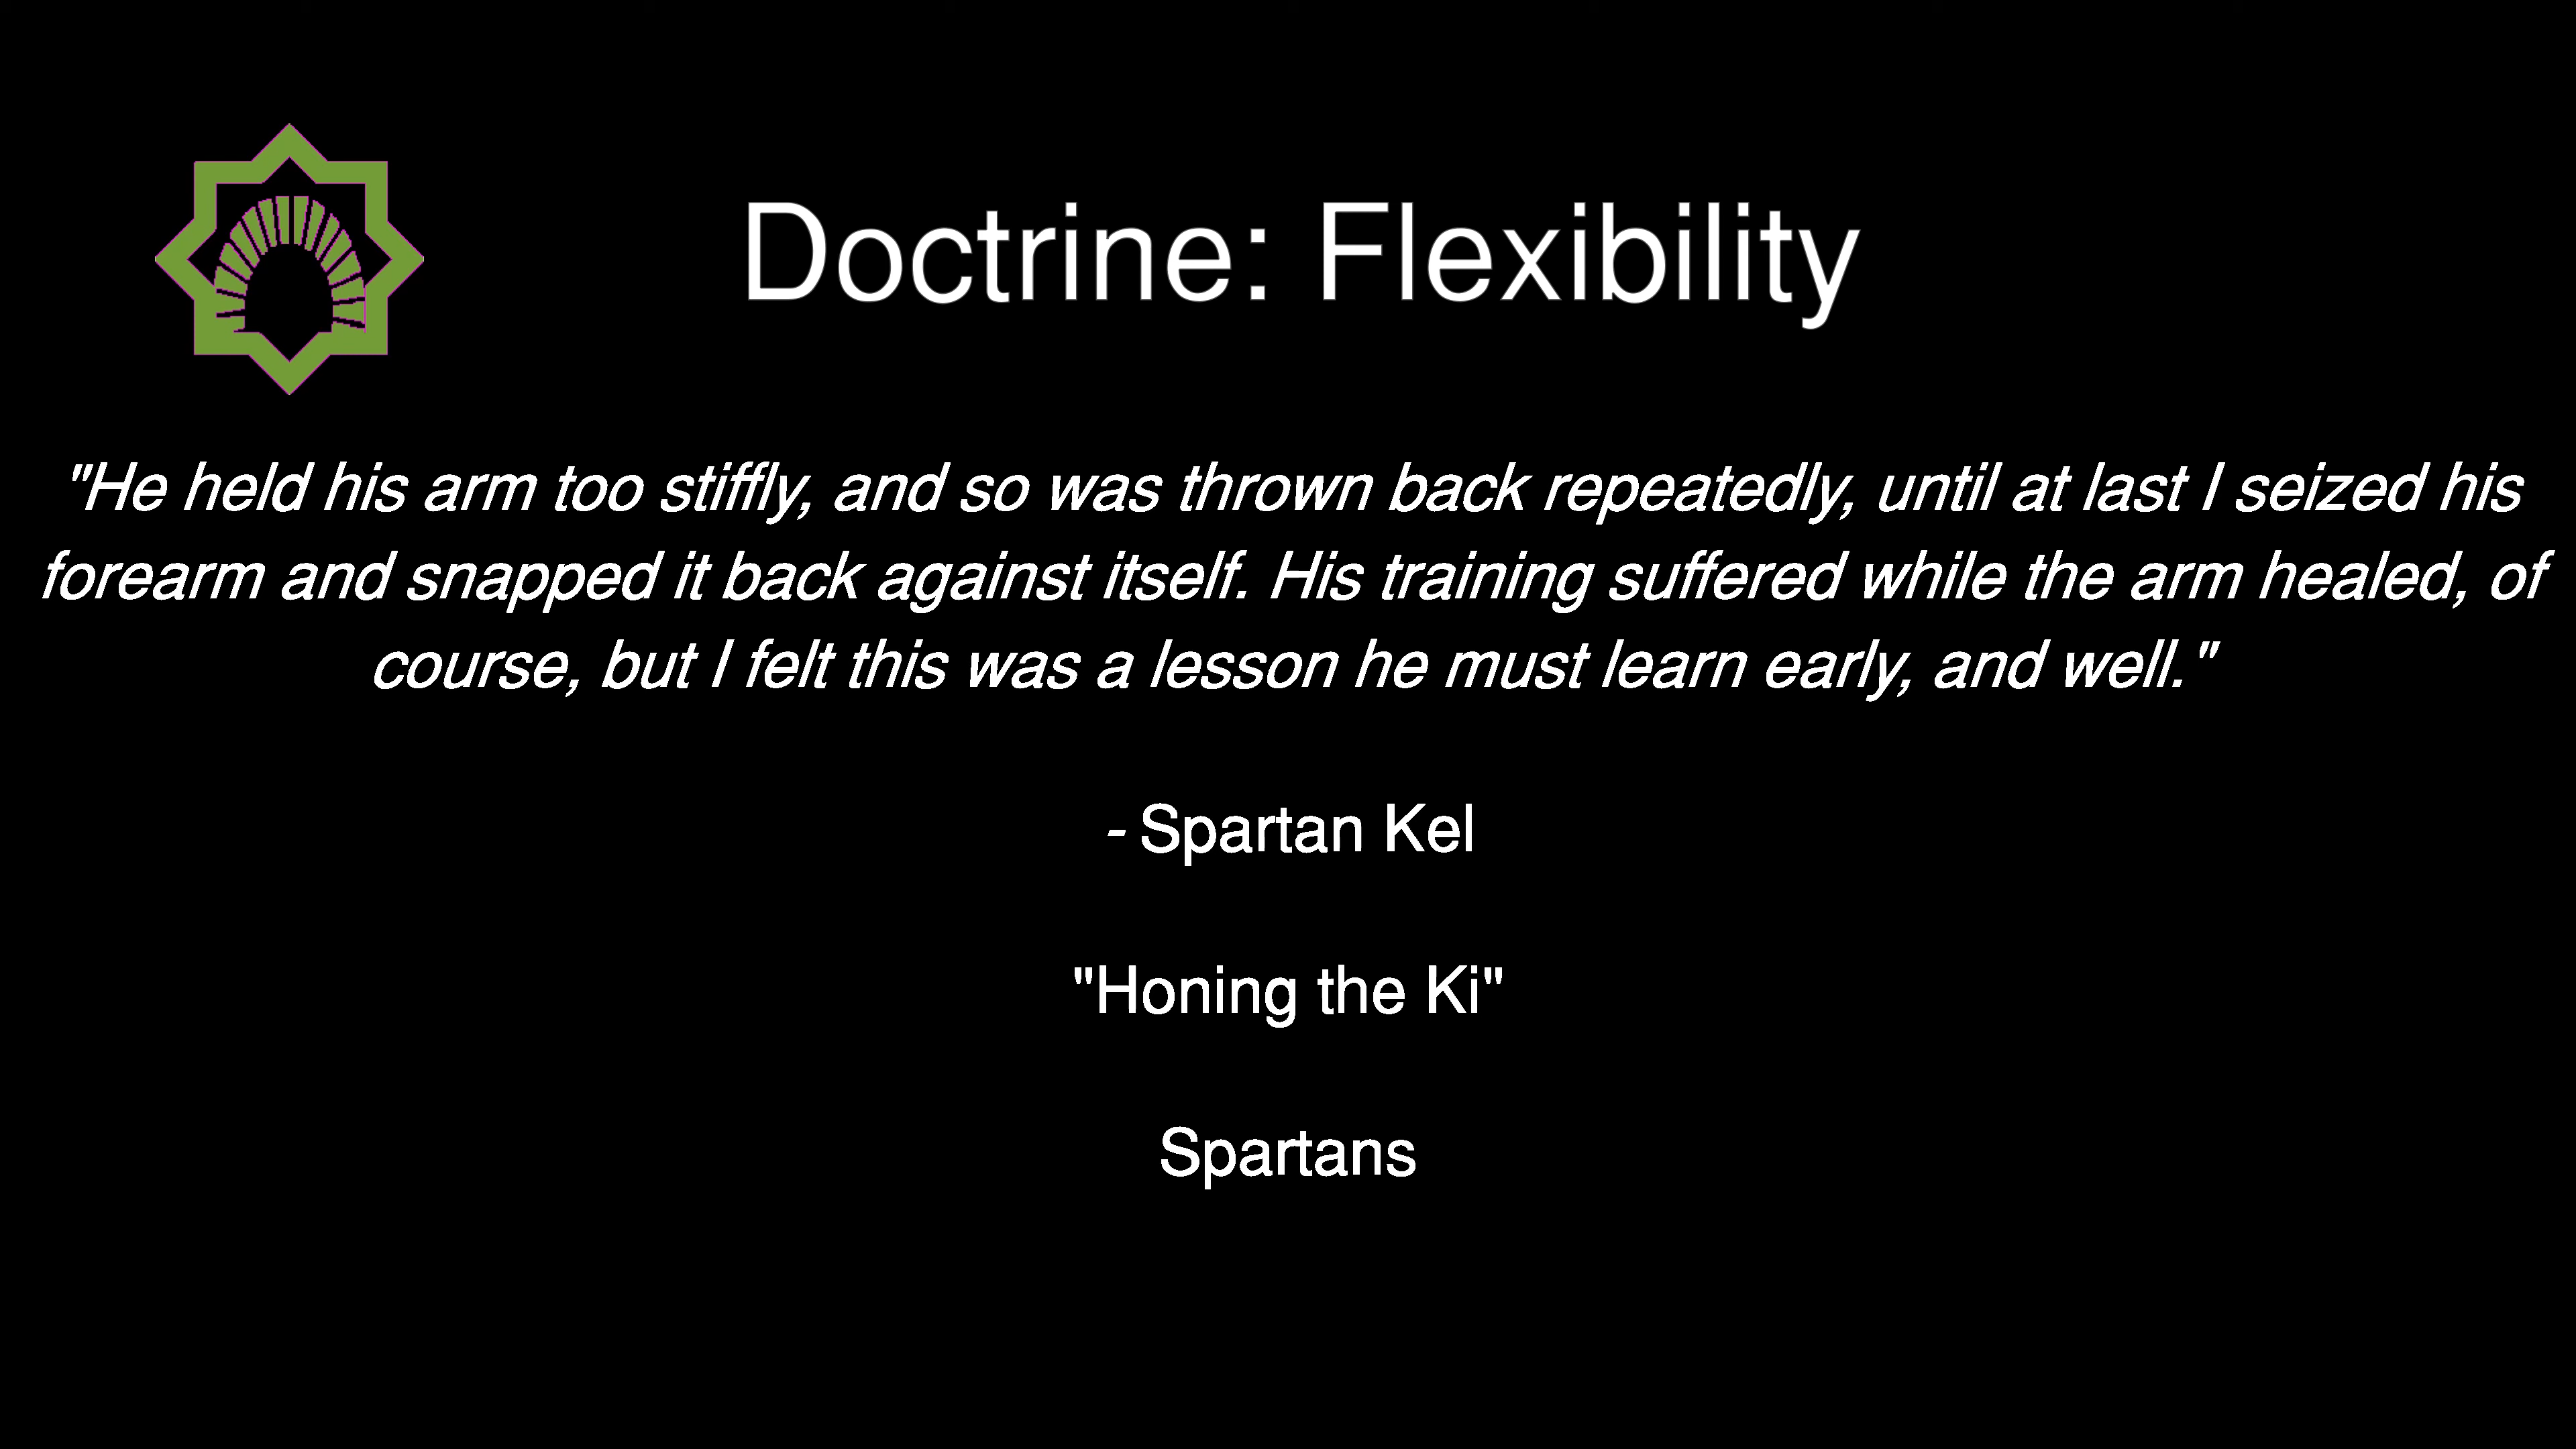 Doctrine: Flexibility
"He held his arm too stiffly, and so was thrown back repeatedly, until at last I seized his
forearm and snapped it back against itself. His training suffered while the arm healed, of
course, but I felt this was a lesson he must learn early, and well."
- Spartan Kel
"Honing the Ki"
Spartans